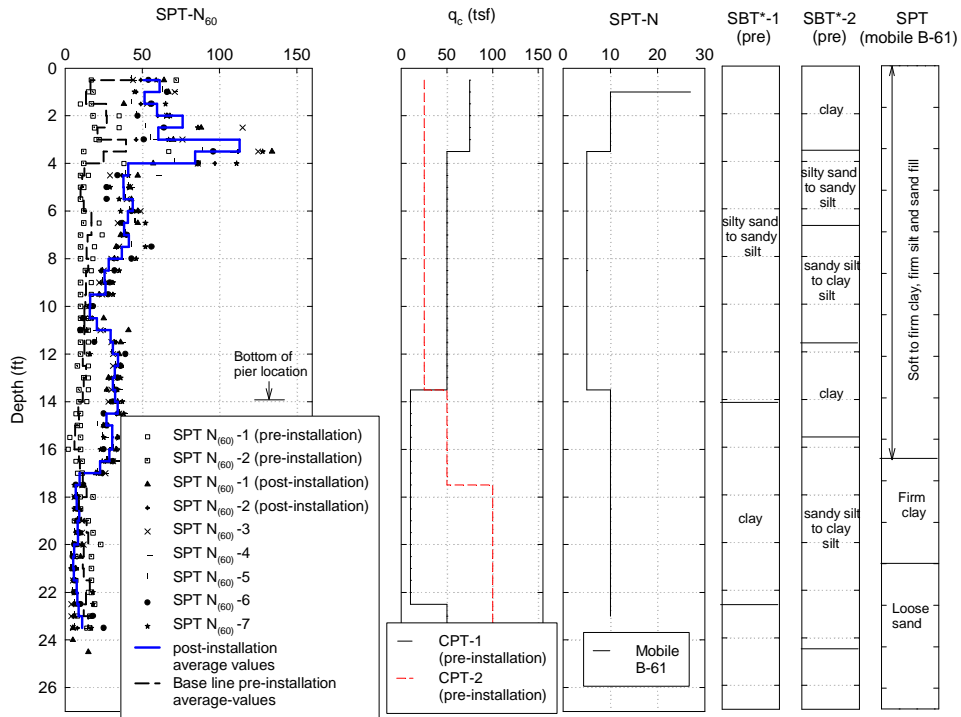 SPT-N60
qc (tsf)
SPT-N
SBT*-1
(pre)
SBT*-2
(pre)
SPT
(mobile B-61)
0 50 100 150
0 50 100 150
0 10 20 30
Depth (ft)
0
2
4
6
8
10
12
14
16
18
20
22
24
26
Bottom of
pier location
SPT N(60)-1 (pre-installation)
SPT N(60)-2 (pre-installation)
SPT N(60)-1 (post-installation)
SPT N(60)-2 (post-installation)
SPT N(60)-3
SPT N(60)-4
SPT N(60)-5
SPT N(60)-6
SPT N(60)-7
post-installation
average values
Base line pre-installation
average-values
CPT-1
(pre-installation)
CPT-2
(pre-installation)
Mobile
B-61
silty sand
to sandy
silt
clay
clay
silty sand
to sandy
silt
sandy silt
to clay
silt
clay
sandy silt
to clay
silt
Soft to firm clay, firm silt and sand fill
Firm
clay
Loose
sand